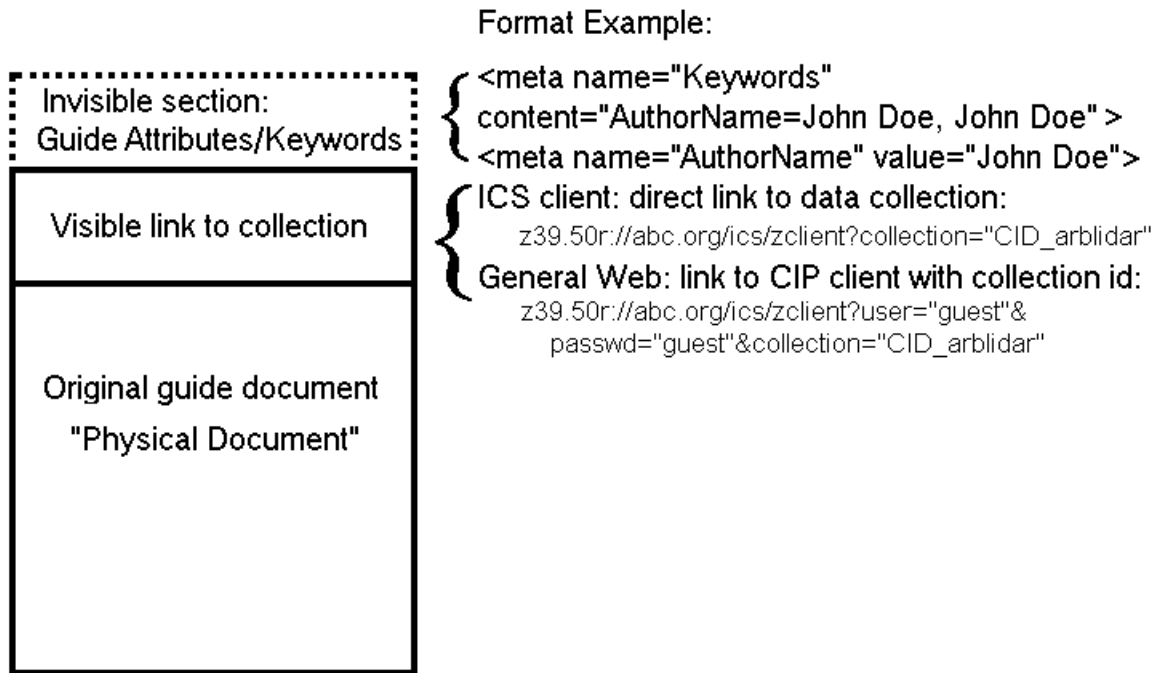 Format Example:
Invisible section:
Guide Attributes/Keywords
<meta name="Keywords"
content="AuthorName=John Doe, John Doe" >
<meta name="AuthorName" value="John Doe">
Visible link to collection
ICS client: direct link to data collection:
z39.50r://abc.org/ics/zclient?collection="CID_arblidar"
General Web: link to CIP client with collection id:
z39.50r://abc.org/ics/zclient?user="guest"&
passwd="guest"&collection="CID_arblidar"
Original guide document
"Physical Document"